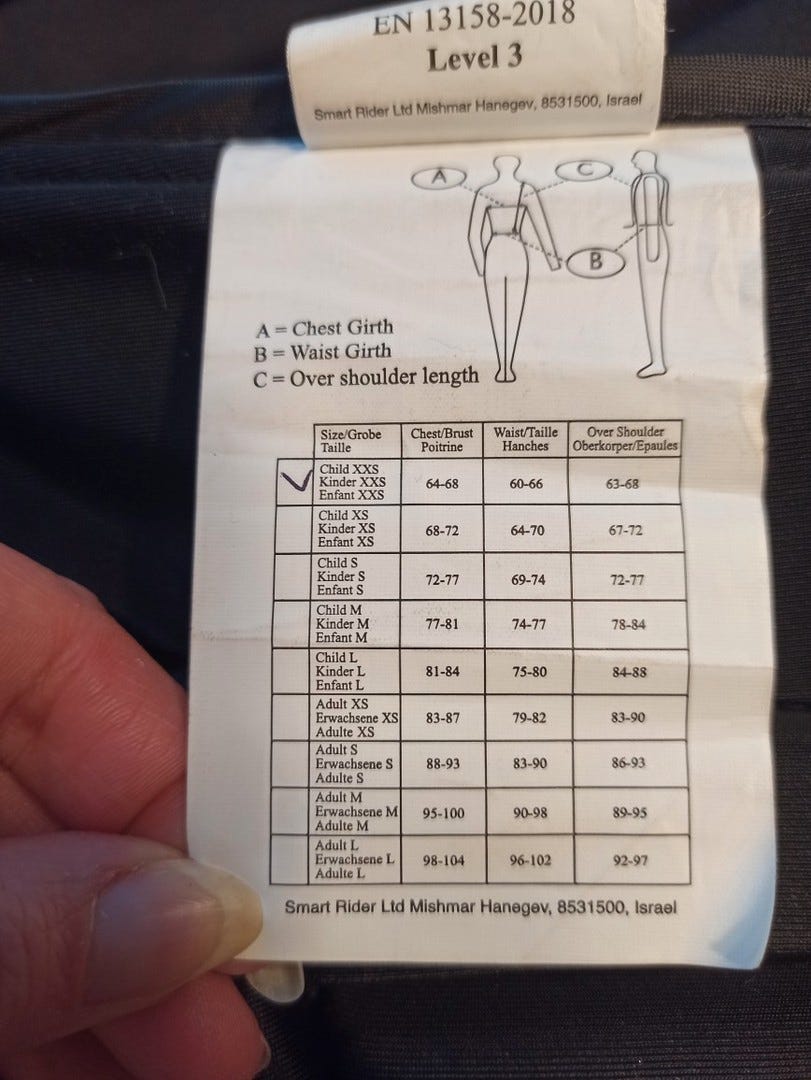 EN 13158-2018
Level 3
Smart Rider Ltd Mishmar Hanegev, 8531500, Israel
A
C
B
A = Chest Girth
B = Waist Girth
C = Over shoulder length
Size/Grobe Taille Chest/Brust Poitrine Waist/Taille Hanches Over Shoulder Oberkorper/Epaules
Child XXS
Kinder XXS 64-68 60-66 63-68
Enfant XXS
Child XS
Kinder XS 68-72 64-70 67-72
Enfant XS
Child S
Kinder S 72-77 69-74 72-77
Enfant S
Child M
Kinder M 77-81 74-77 78-84
Enfant M
Child L
Kinder L 81-84 75-80 84-88
Enfant L
Adult XS
Erwachsene XS 83-87 79-82 83-90
Adulte XS
Adult S
Erwachsene S 88-93 83-90 86-93
Adulte S
Adult M
Erwachsene M 95-100 90-98 89-95
Adulte M
Adult L
Erwachsene L 98-104 96-102 92-97
Adulte L
Smart Rider Ltd Mishmar Hanegev, 8531500, Israel